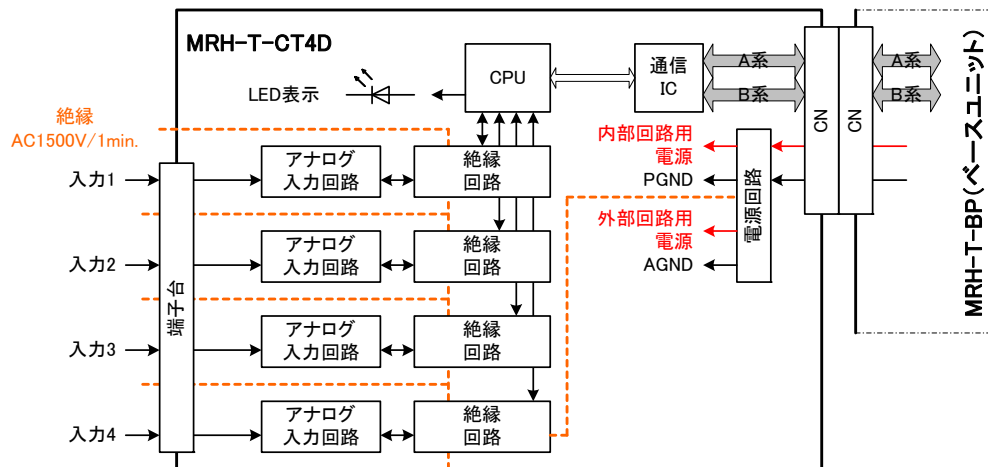 MRH-T-CT4D
MRH-T-BP(ベースユニット)
LED表示
CPU
通信
IC
A系
B系
CN
CN
A系
B系
絶縁
AC1500V/1min.
内部回路用
電源
PGND
外部回路用
電源
AGND
電源回路
端子台
入力1
アナログ
入力回路
絶縁
回路
入力2
アナログ
入力回路
絶縁
回路
入力3
アナログ
入力回路
絶縁
回路
入力4
アナログ
入力回路
絶縁
回路